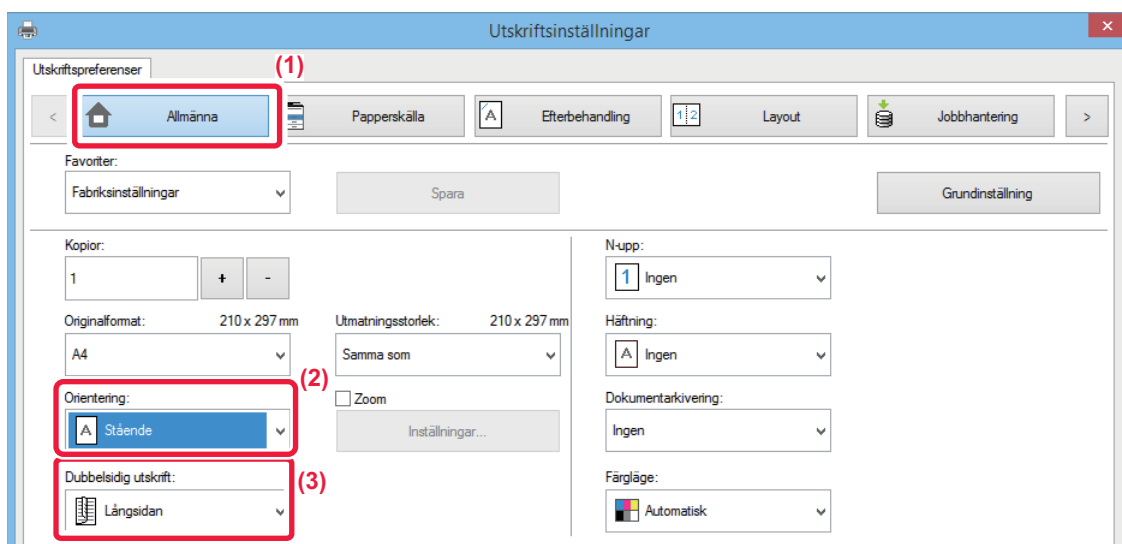 Utskriftsinställningar
Utskriftspreferenser
(1)
< Allmänna Papperskälla Efterbehandling Layout Jobbhantering >
Favoriter:
Fabriksinställningar Spara Grundinställning
Kopior: N-upp:
1 + - 1 Ingen
Originalformat: 210 x 297 mm Utmatningsstorlek: 210 x 297 mm Häftning:
A4 Samma som A Ingen
(2)
Orientering: Zoom Dokumentarkivering:
A Stående Inställningar... Ingen
Dubbelsidig utskrift: (3) Färgläge:
Långsidan Automatisk